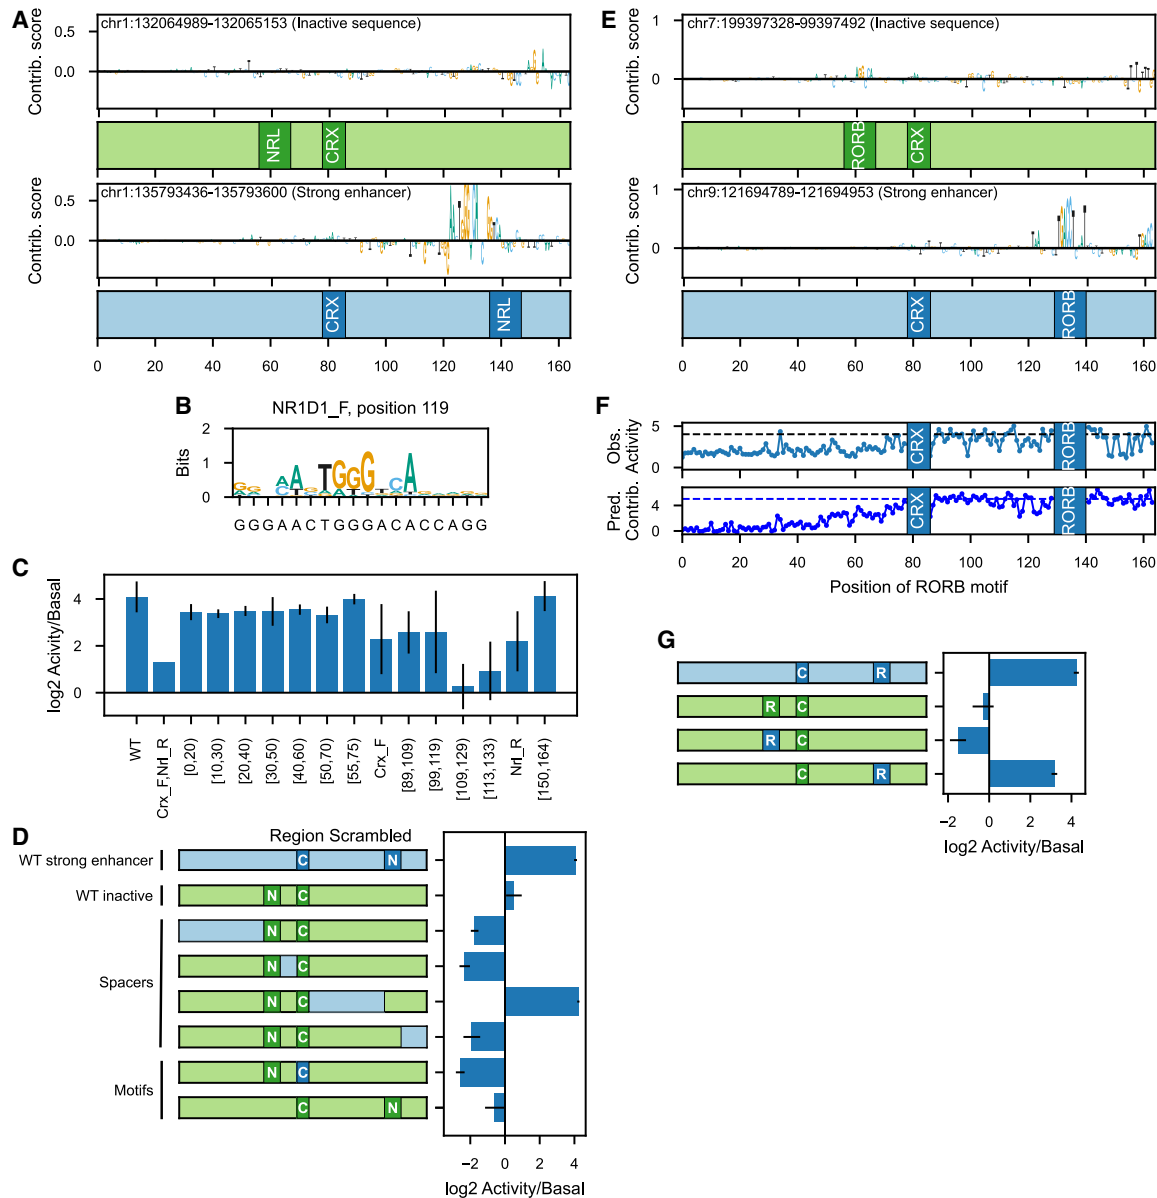 A
chr1:132064989-132065153 (Inactive sequence)
Contrib. score
0.5
0.0
NRL
CRX
chr1:135793436-135793600 (Strong enhancer)
Contrib. score
0.5
0.0
CRX
NRL
0 20 40 60 80 100 120 140 160
B
NR1D1_F, position 119
Bits
2
1
0
GGGAACTGGGACACCAGG
C
log2 Acivity/Basal
4
2
0
WT
Crx_F,Nrl_R
[0,20)
[10,30)
[20,40)
[30,50)
[40,60)
[50,70)
[55,75)
Crx_F
[89,109)
[99,119)
[109,129)
[113,133)
Nrl_R
[150,164)
Region Scrambled
D
WT strong enhancer
C N
WT inactive
N C
Spacers
N C
N C
N C
N C
Motifs
N C
C N
−2 0 2 4
log2 Activity/Basal
E
chr7:199397328-99397492 (Inactive sequence)
Contrib. score
1
0
RORB
CRX
chr9:121694789-121694953 (Strong enhancer)
Contrib. score
1
0
CRX
RORB
0 20 40 60 80 100 120 140 160
F
Obs. Activity
5
0
CRX
RORB
Pred. Contrib.
4
0
CRX
RORB
0 20 40 60 80 100 120 140 160
Position of RORB motif
G
C R
R C
R C
C R
−2 0 2 4
log2 Activity/Basal